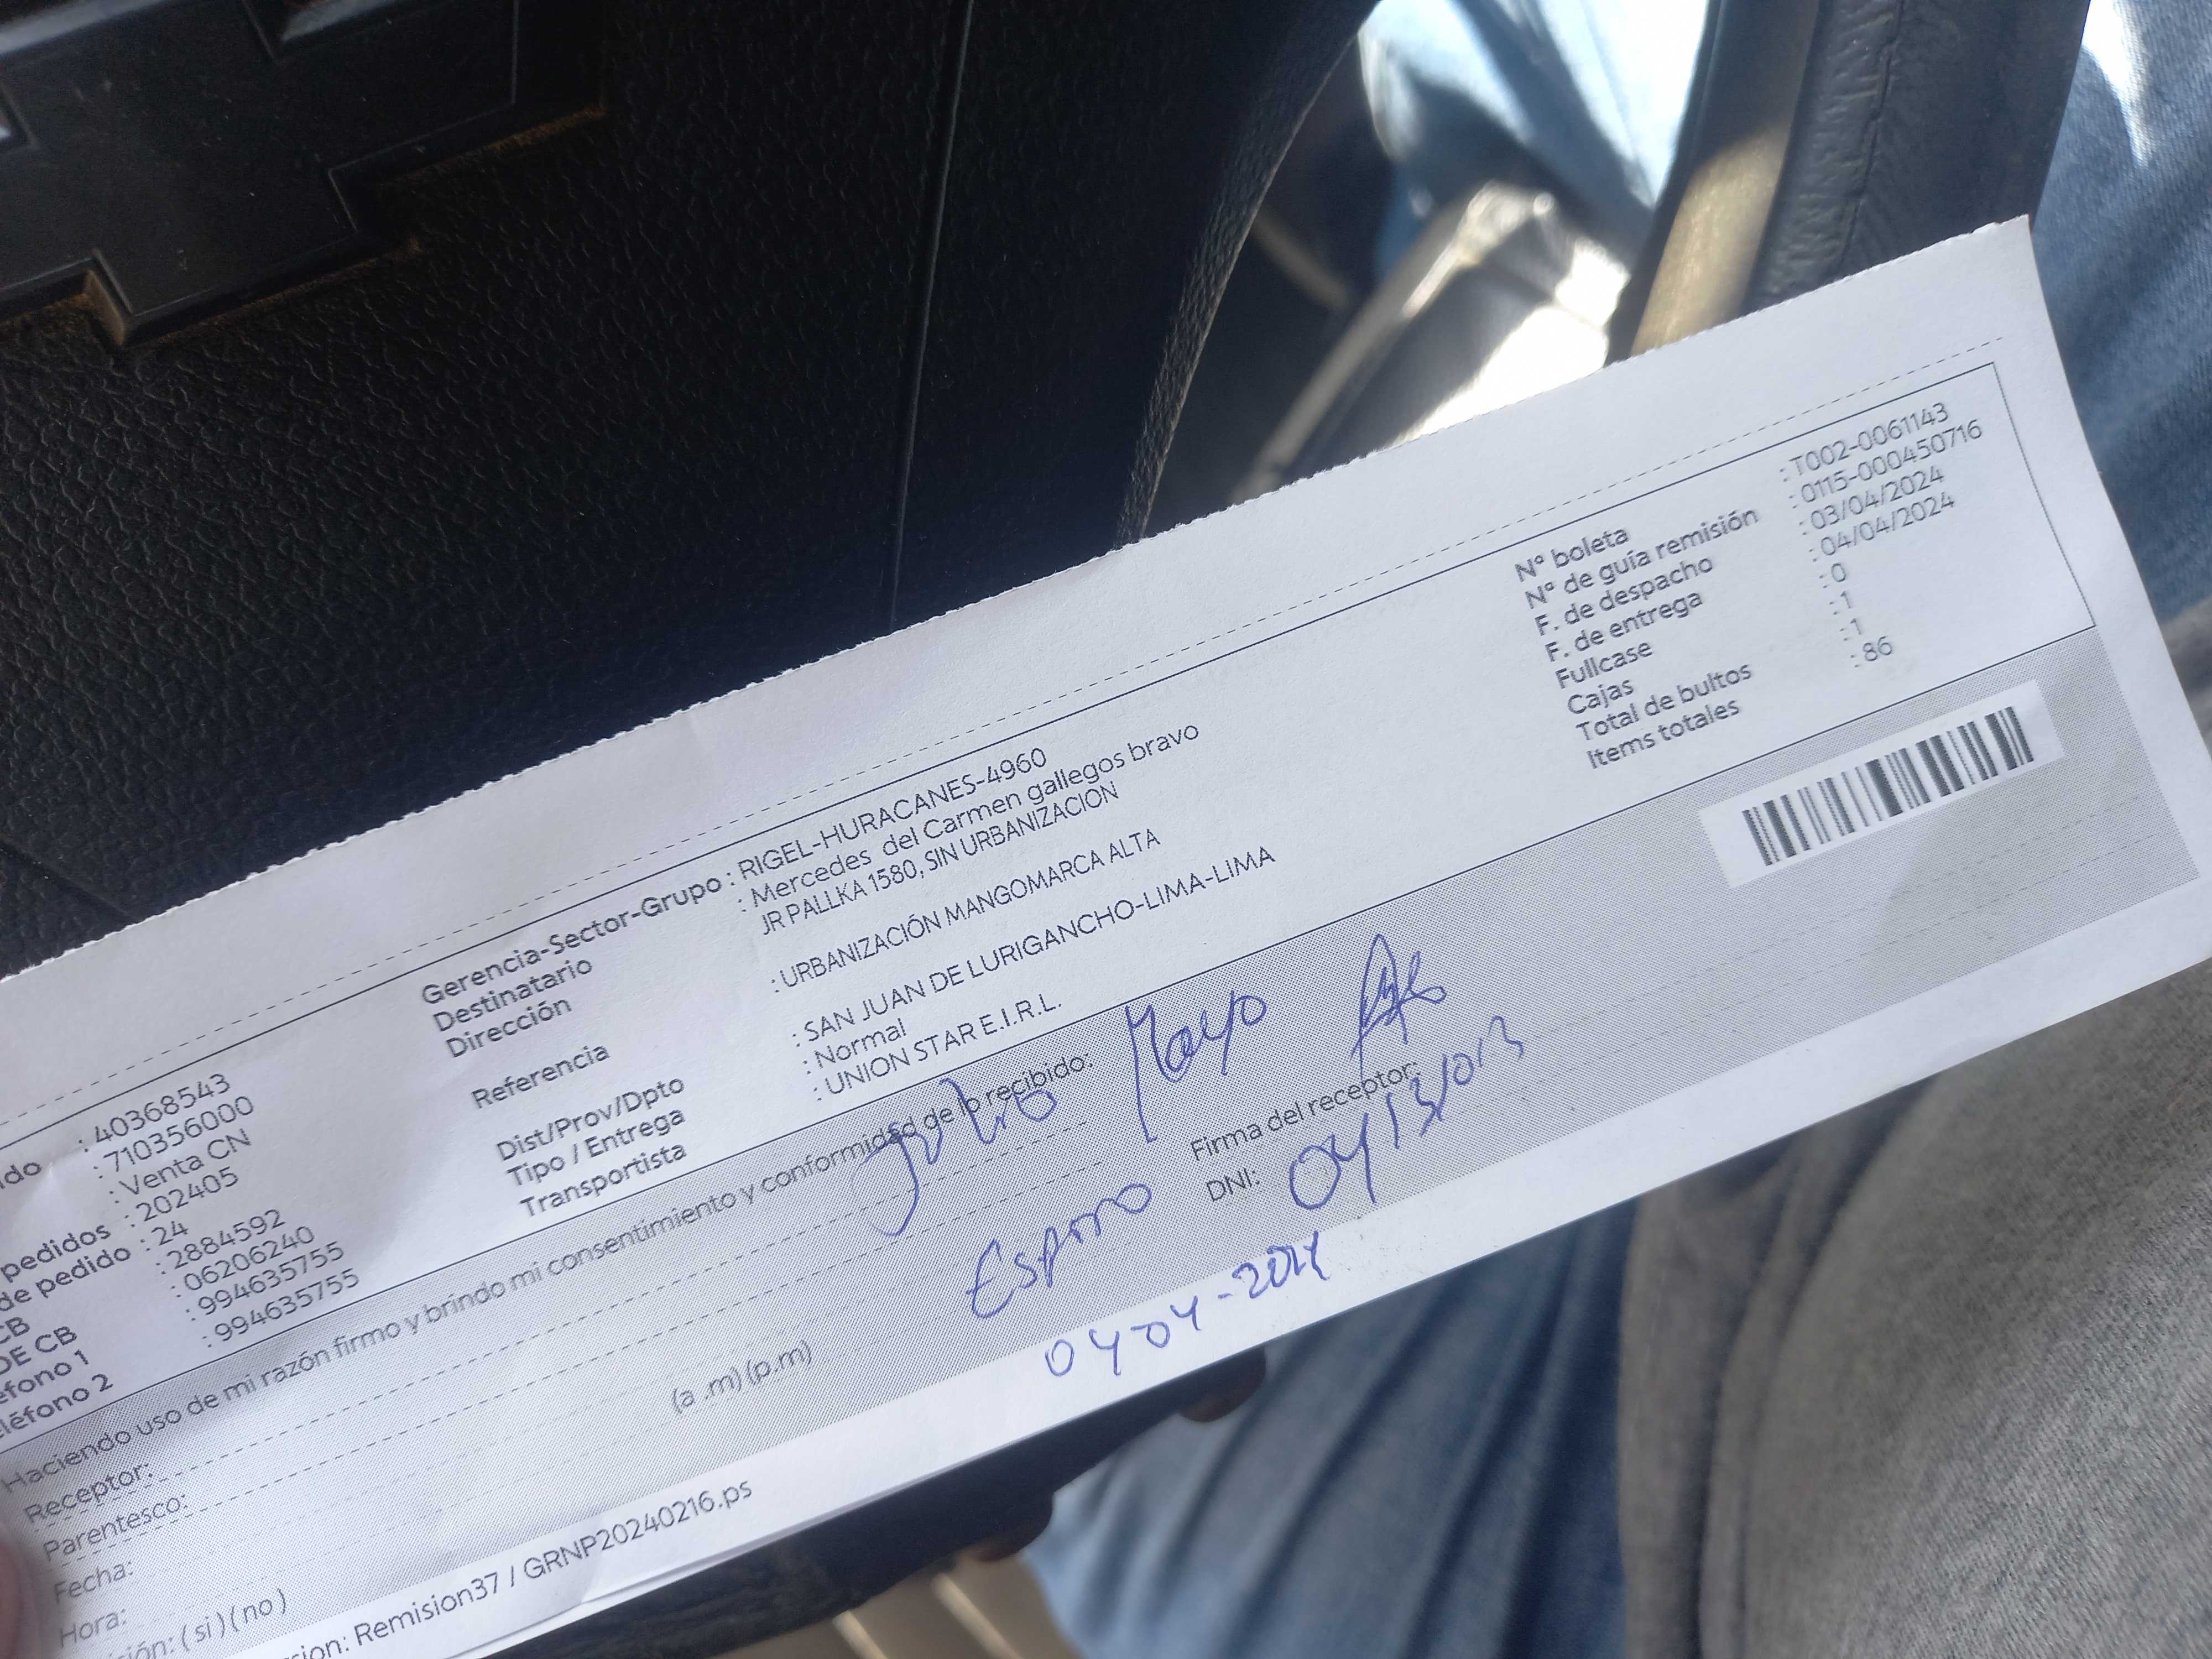 : 40368543
: 710356000
: Venta CN
pedidos : 202405
de pedido : 24
CB : 2884592
DE CB : 06206240
éfono 1 : 994635755
léfono 2 : 994635755
Gerencia-Sector-Grupo : RIGEL-HURACANES-4960
Destinatario : Mercedes del Carmen gallegos bravo
Dirección : JR PALLKA 1580, SIN URBANIZACION
Referencia : URBANIZACIÓN MANGOMARCA ALTA
Dist/Prov/Dpto : SAN JUAN DE LURIGANCHO-LIMA-LIMA
Tipo / Entrega : Normal
Transportista : UNION STAR E.I.R.L.
N° boleta : T002-0061143
N° de guía remisión : 0115-000450716
F. de despacho : 03/04/2024
F. de entrega : 04/04/2024
Fullcase : 0
Cajas : 1
Total de bultos : 1
Items totales : 86
Haciendo uso de mi razón firmo y brindo mi consentimiento y conformidad de lo recibido:
Julio Mayo
Receptor:
Parentesco: Esposo
Fecha: 04-04-2024
Hora: (a .m) (p.m)
ión: ( si ) ( no )
Firma del receptor:
DNI:
sion: Remision37 / GRNP20240216.ps